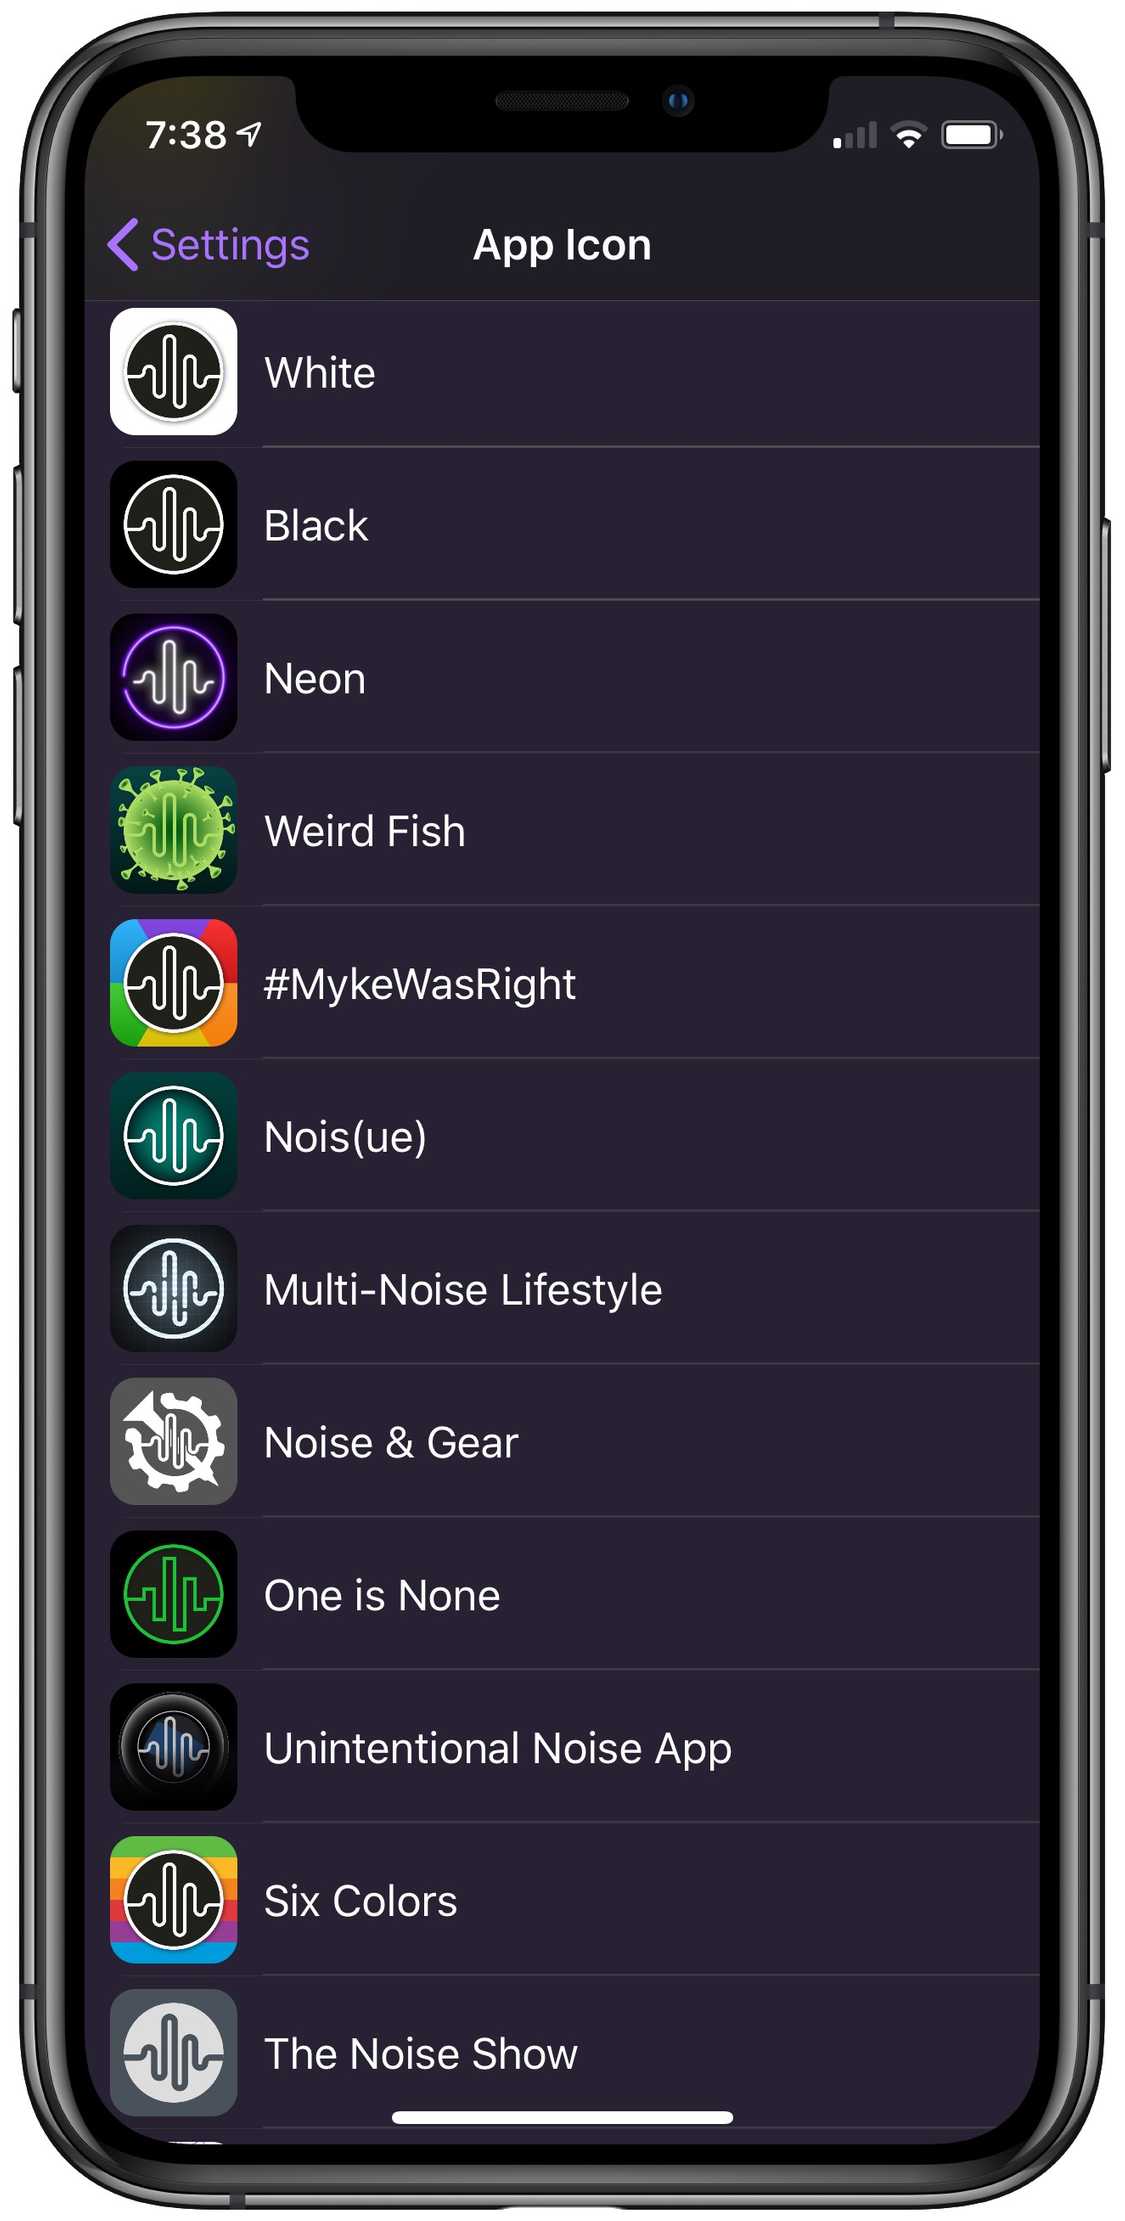 7:38
Settings
App Icon
White
Black
Neon
Weird Fish
#MykeWasRight
Nois(ue)
Multi-Noise Lifestyle
Noise & Gear
One is None
Unintentional Noise App
Six Colors
The Noise Show